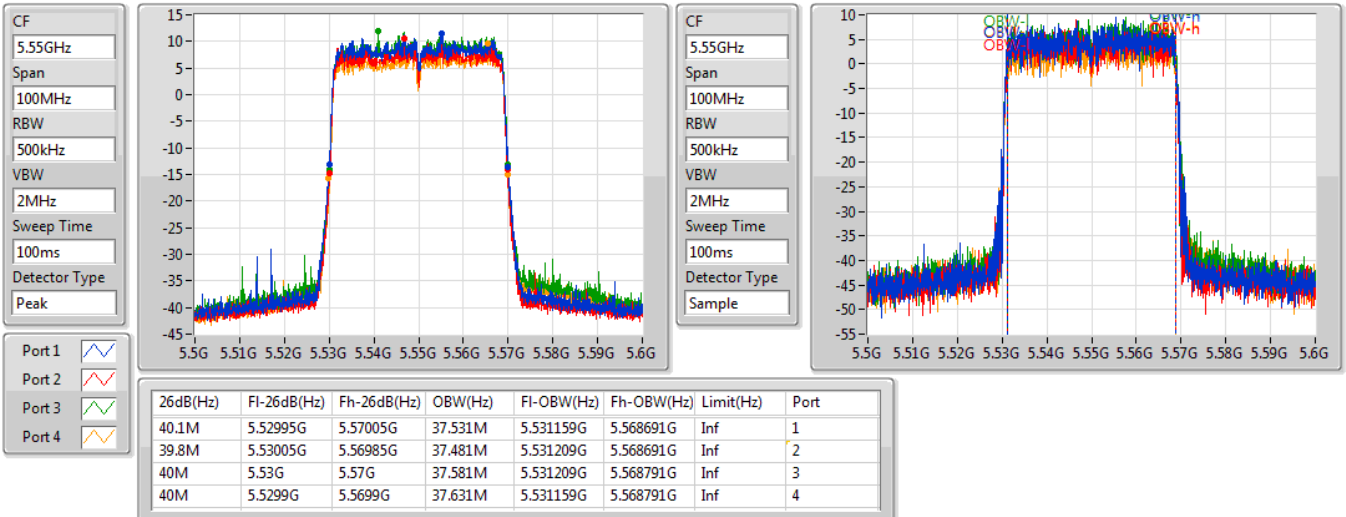 CF
5.55GHz
Span
100MHz
RBW
500kHz
VBW
2MHz
Sweep Time
100ms
Detector Type
Peak
15
10
5
0
-5
-10
-15
-20
-25
-30
-35
-40
-45
5.5G 5.51G 5.52G 5.53G 5.54G 5.55G 5.56G 5.57G 5.58G 5.59G 5.6G
CF
5.55GHz
Span
100MHz
RBW
500kHz
VBW
2MHz
Sweep Time
100ms
Detector Type
Sample
10
5
0
-5
-10
-15
-20
-25
-30
-35
-40
-45
-50
-55
OBW-h
OBW-h
5.5G 5.51G 5.52G 5.53G 5.54G 5.55G 5.56G 5.57G 5.58G 5.59G 5.6G
Port 1
Port 2
Port 3
Port 4
26dB(Hz) Fl-26dB(Hz) Fh-26dB(Hz) OBW(Hz) Fl-OBW(Hz) Fh-OBW(Hz) Limit(Hz) Port
40.1M 5.52995G 5.57005G 37.531M 5.531159G 5.568691G Inf 1
39.8M 5.53005G 5.56985G 37.481M 5.531209G 5.568691G Inf 2
40M 5.53G 5.57G 37.581M 5.531209G 5.568791G Inf 3
40M 5.5299G 5.5699G 37.631M 5.531159G 5.568791G Inf 4